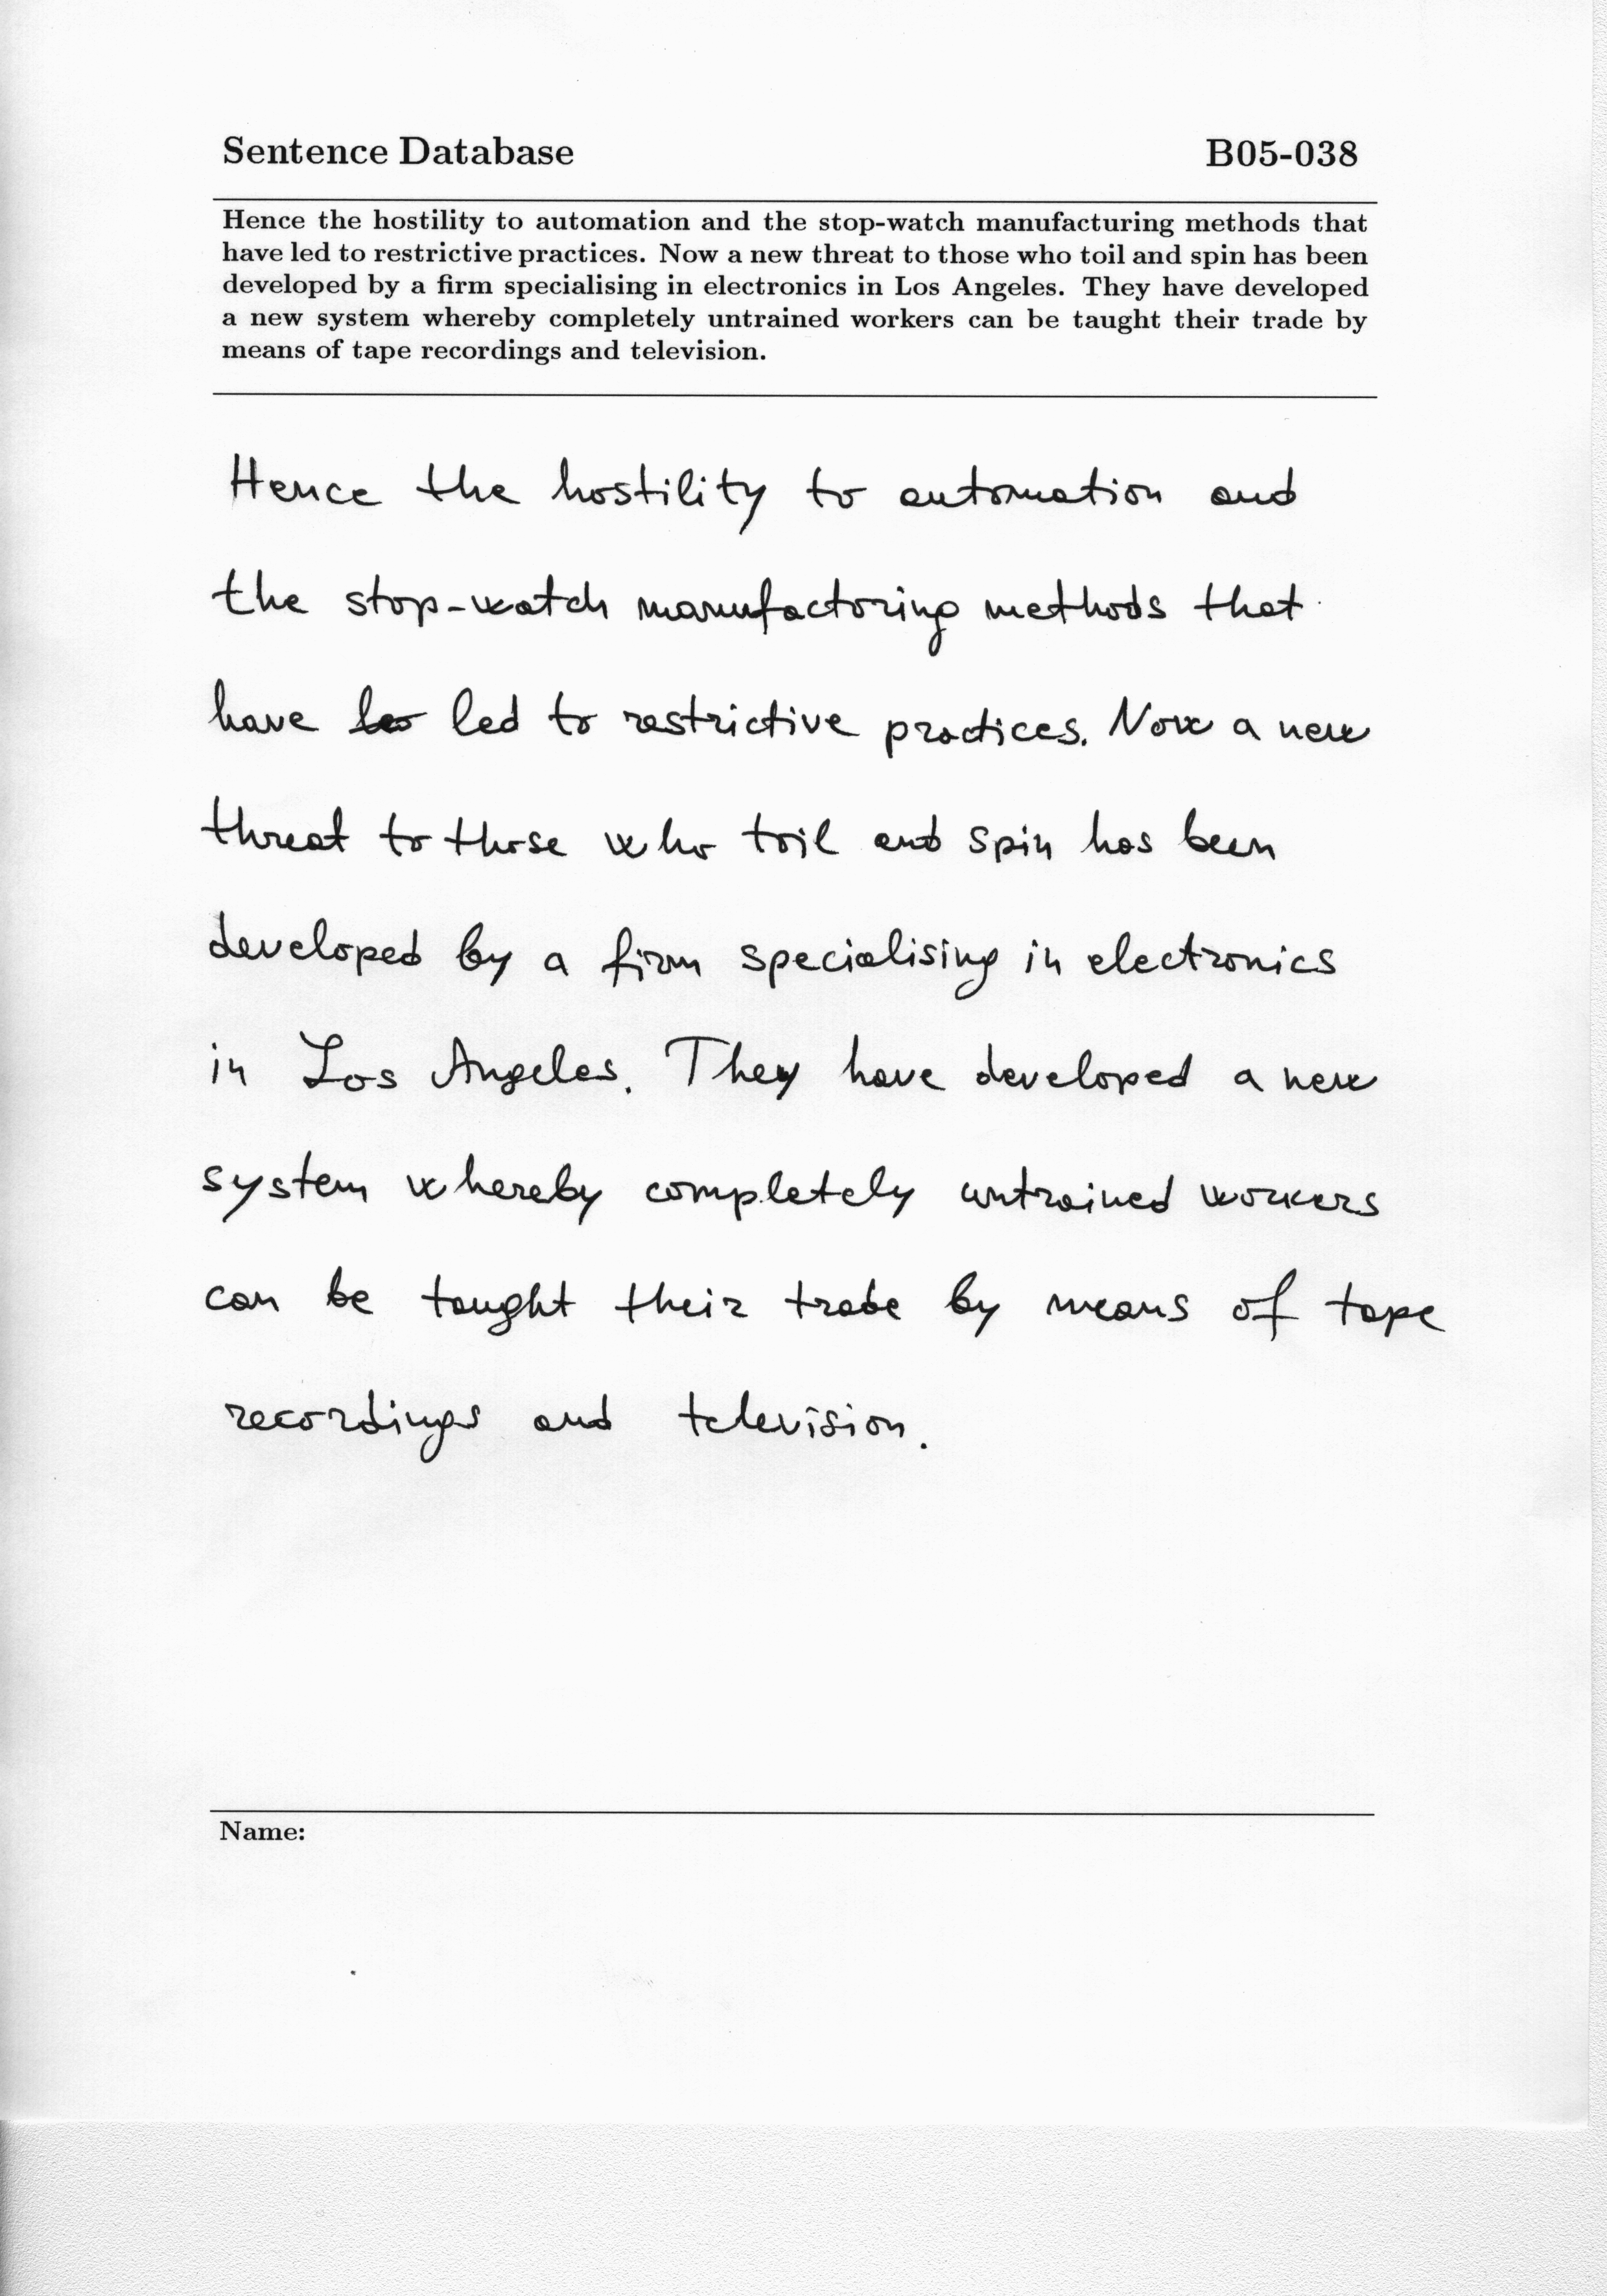 Sentence Database B05-038
Hence the hostility to automation and the stop-watch manufacturing methods that
have led to restrictive practices. Now a new threat to those who toil and spin has been
developed by a firm specialising in electronics in Los Angeles. They have developed
a new system whereby completely untrained workers can be taught their trade by
means of tape recordings and television.
Hence the hostility to automation and
the stop-watch manufactoring methods that
have led to restrictive practices. Now a new
threat to those who toil and spin has been
developed by a firm specialising in electronics
in Los Angeles. They have developed a new
system whereby completely untrained workers
can be taught their trade by means of tape
recordings and television.
Name: